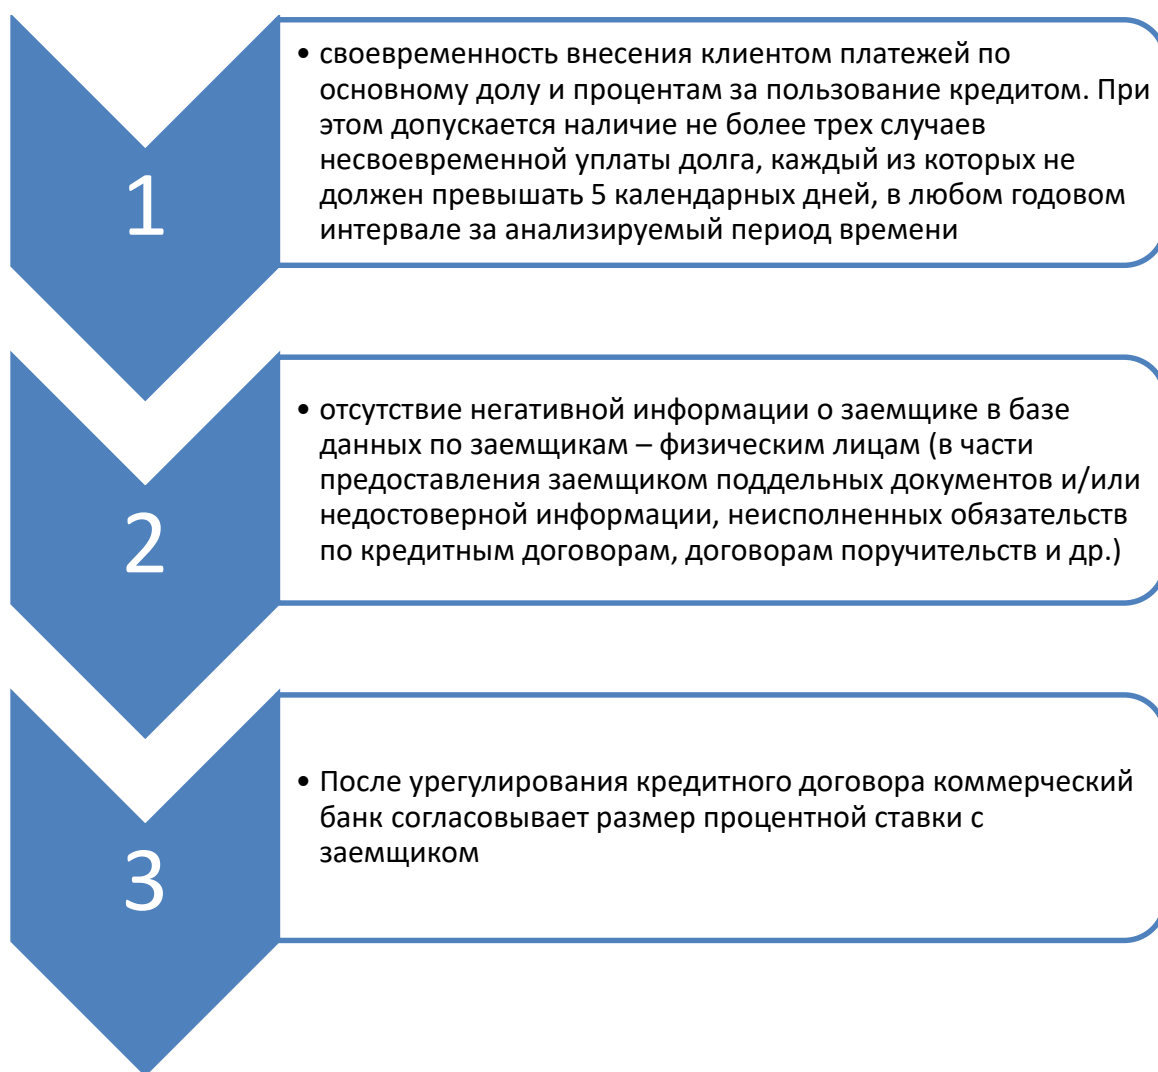 1
• своевременность внесения клиентом платежей по
основному долу и процентам за пользование кредитом. При
этом допускается наличие не более трех случаев
несвоевременной уплаты долга, каждый из которых не
должен превышать 5 календарных дней, в любом годовом
интервале за анализируемый период времени
2
• отсутствие негативной информации о заемщике в базе
данных по заемщикам – физическим лицам (в части
предоставления заемщиком поддельных документов и/или
недостоверной информации, неисполненных обязательств
по кредитным договорам, договорам поручительств и др.)
3
• После урегулирования кредитного договора коммерческий
банк согласовывает размер процентной ставки с
заемщиком